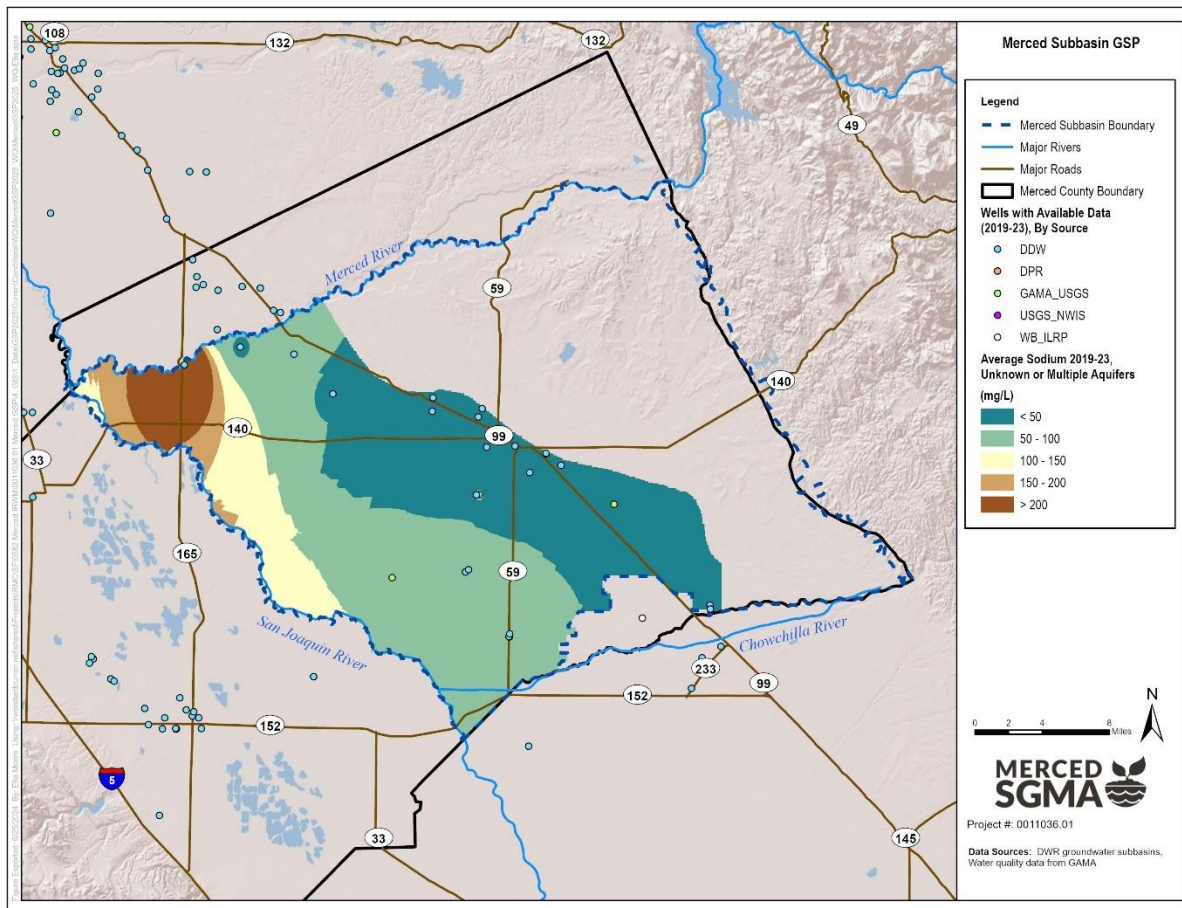 108
132
132
49
Merced River
59
140
140
99
33
165
59
San Joaquin River
Chowchilla River
233
152
99
152
5
33
145
Merced Subbasin GSP
Legend
Merced Subbasin Boundary
Major Rivers
Major Roads
Merced County Boundary
Wells with Available Data
(2019-23), By Source
DDW
DPR
GAMA_USGS
USGS_NWIS
WB_ILRP
Average Sodium 2019-23,
Unknown or Multiple Aquifers
(mg/L)
< 50
50 - 100
100 - 150
150 - 200
> 200
N
0 2 4 8
Miles
MERCED
SGMA
Project #: 0011036.01
Data Sources: DWR groundwater subbasins,
Water quality data from GAMA